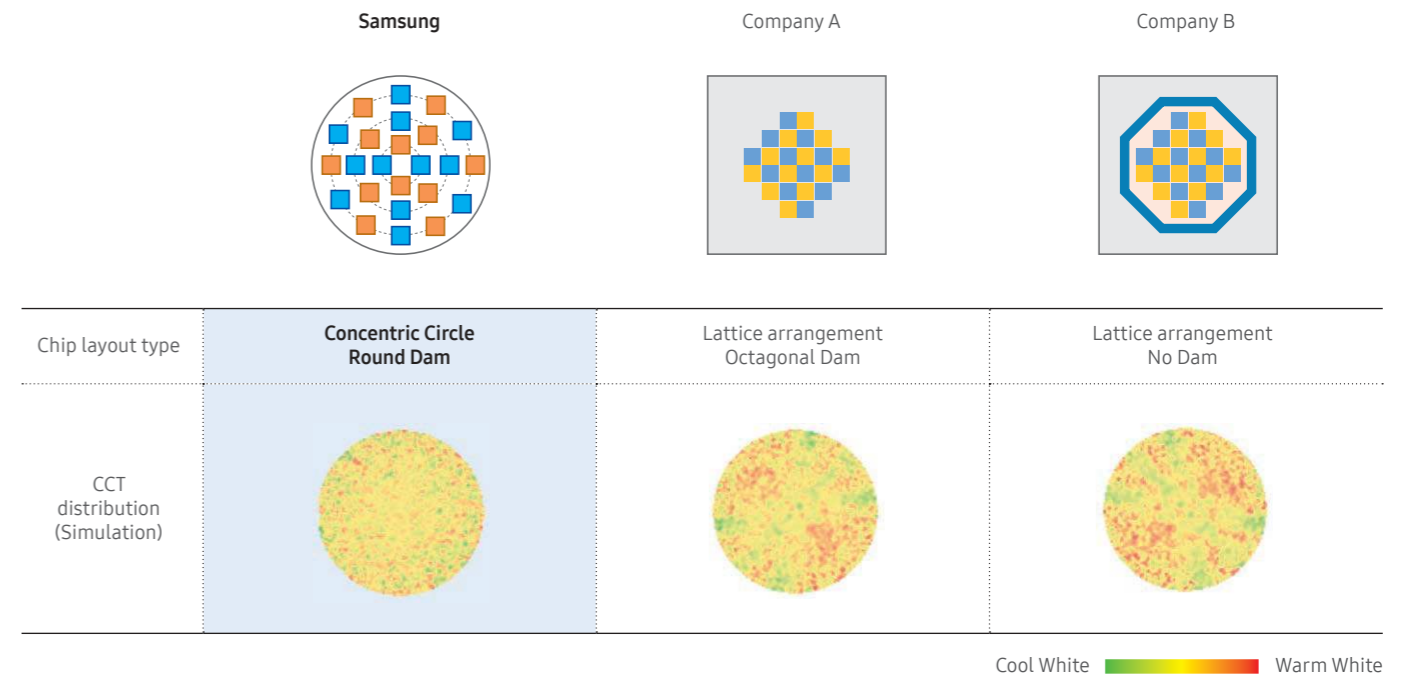 Samsung
Company A
Company B
Chip layout type
Concentric Circle
Round Dam
Lattice arrangement
Octagonal Dam
Lattice arrangement
No Dam
CCT
distribution
(Simulation)
Cool White
Warm White